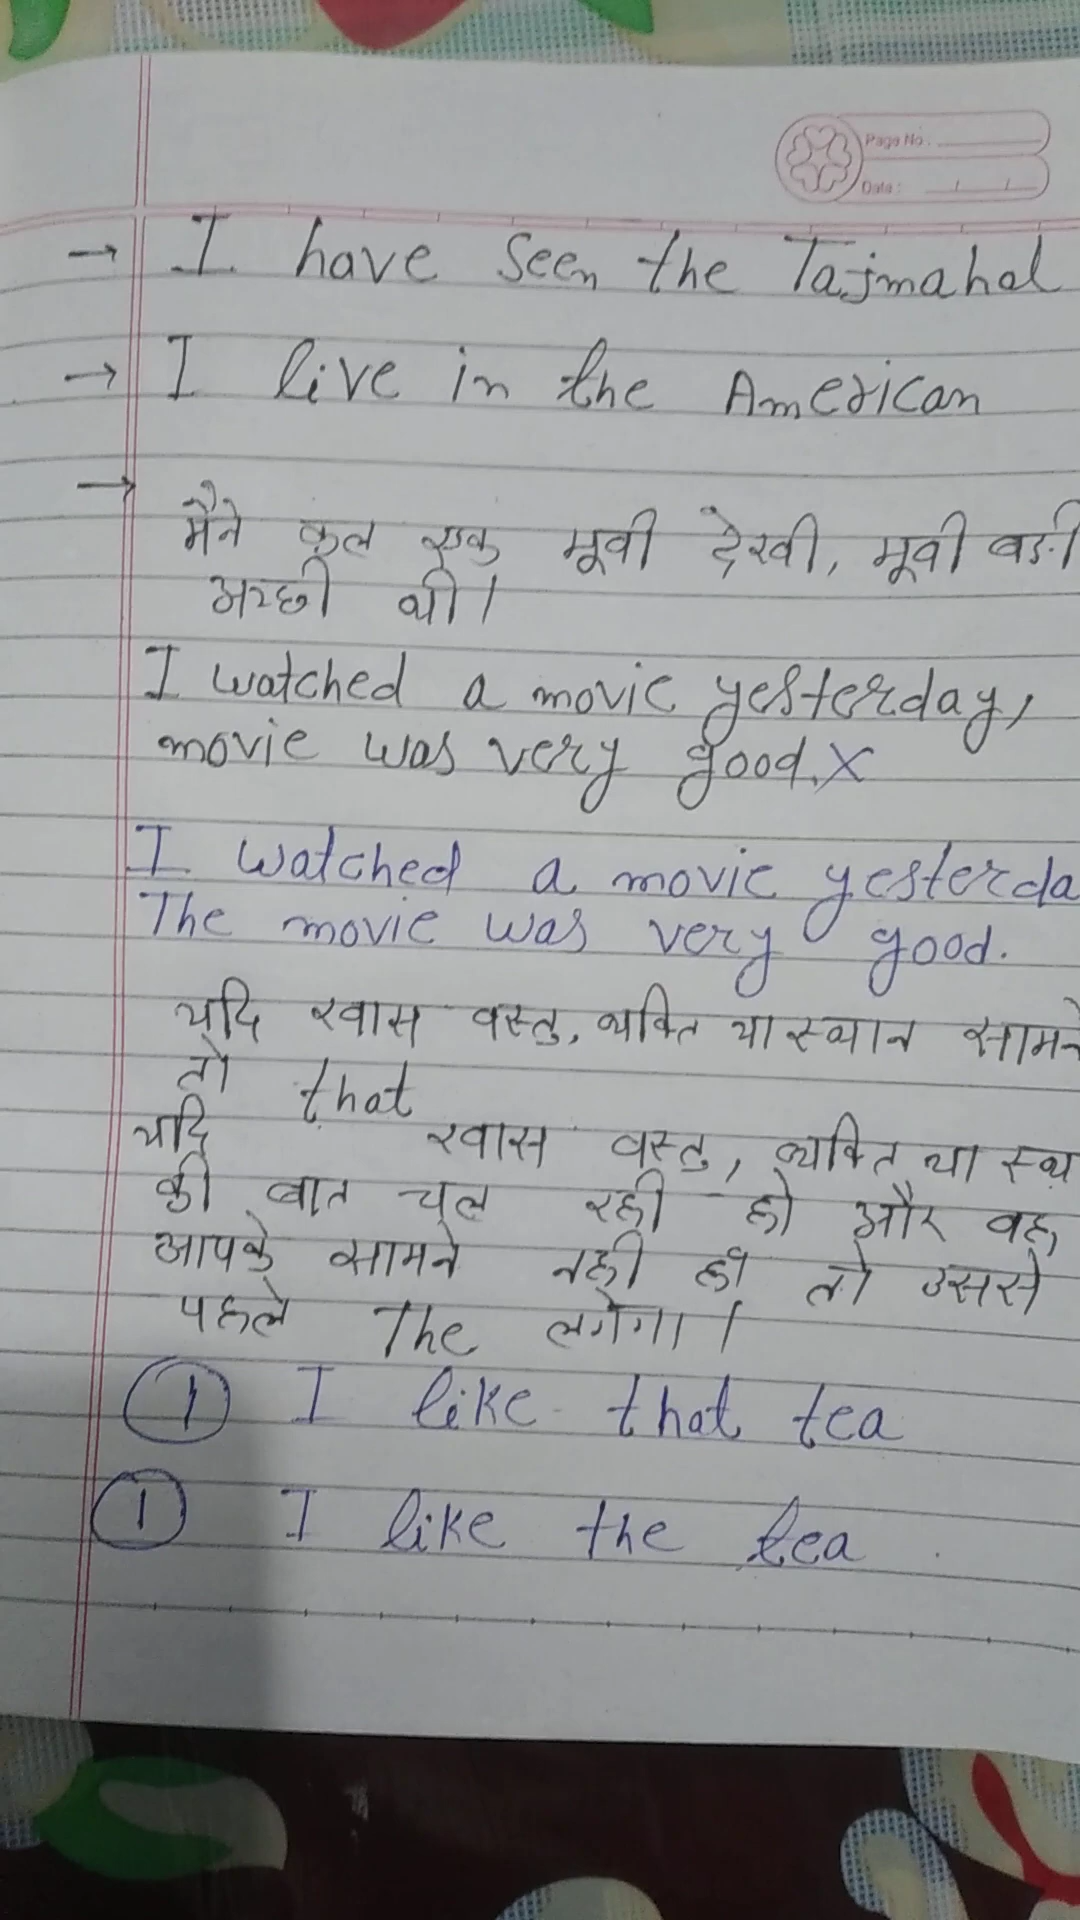 Page No.:
Date:
→ I have seen the Tajmahal
→ I live in the American
→
मैने कल एक मूवी देखी, मूवी बडी
अच्छी थी।
I watched a movie yesterday,
movie was very good. X
I watched a movie yesterda
The movie was very good.
यदि खास वस्तु, व्यक्ति या स्थान सामने
तो that
यदि खास वस्तु, व्यक्ति या स्थ
की बात चल रही हो और वह
आपके सामने नही हो तो उससे
पहले The लगेगा।
① I like that tea
① I like the tea